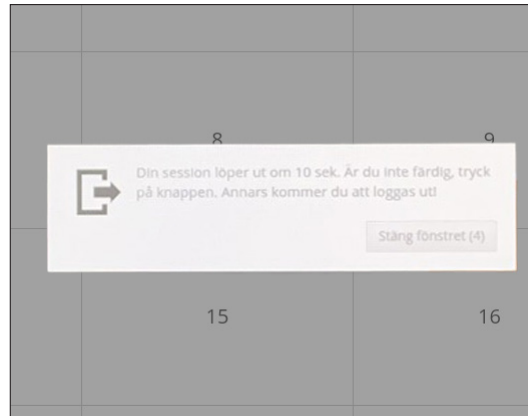 8
9
Din session löper ut om 10 sek. Är du inte färdig, tryck
på knappen. Annars kommer du att loggas ut!
Stäng fönstret (4)
15
16